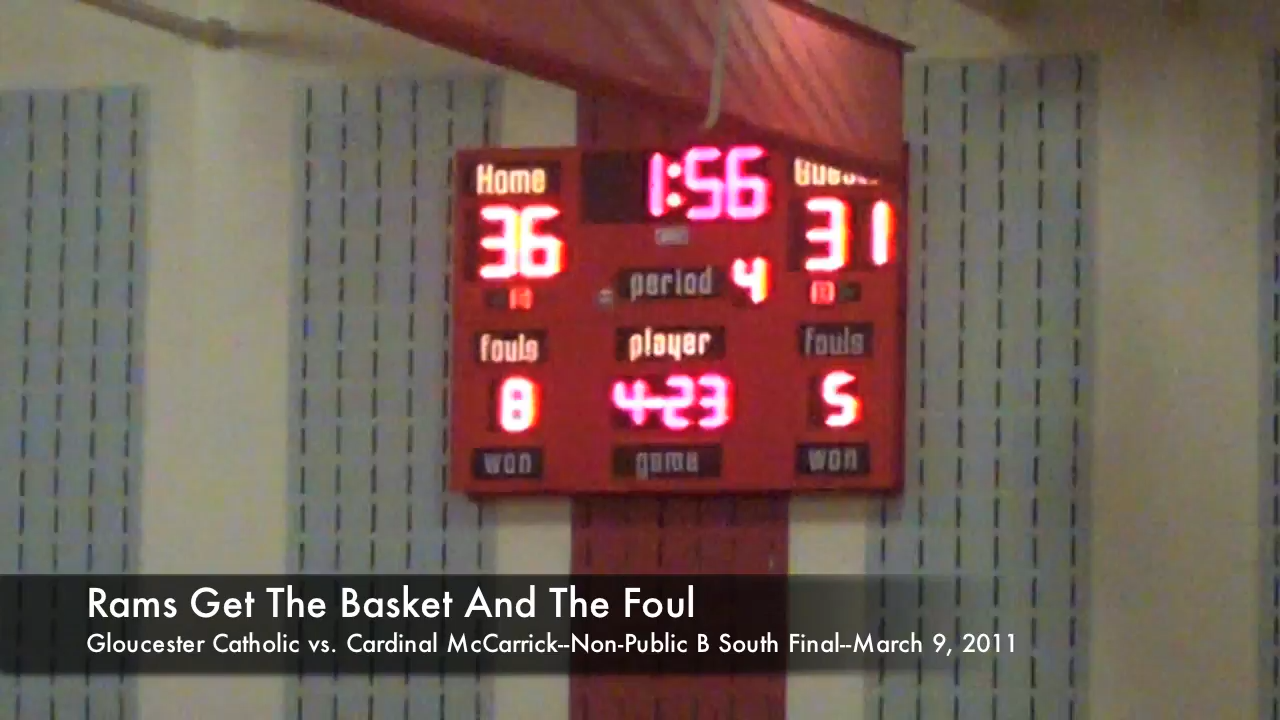 Home 1:56 Guest
36 31
period 4
fouls player fouls
8 4-23 5
won game won
Rams Get The Basket And The Foul
Gloucester Catholic vs. Cardinal McCarrick--Non-Public B South Final--March 9, 2011